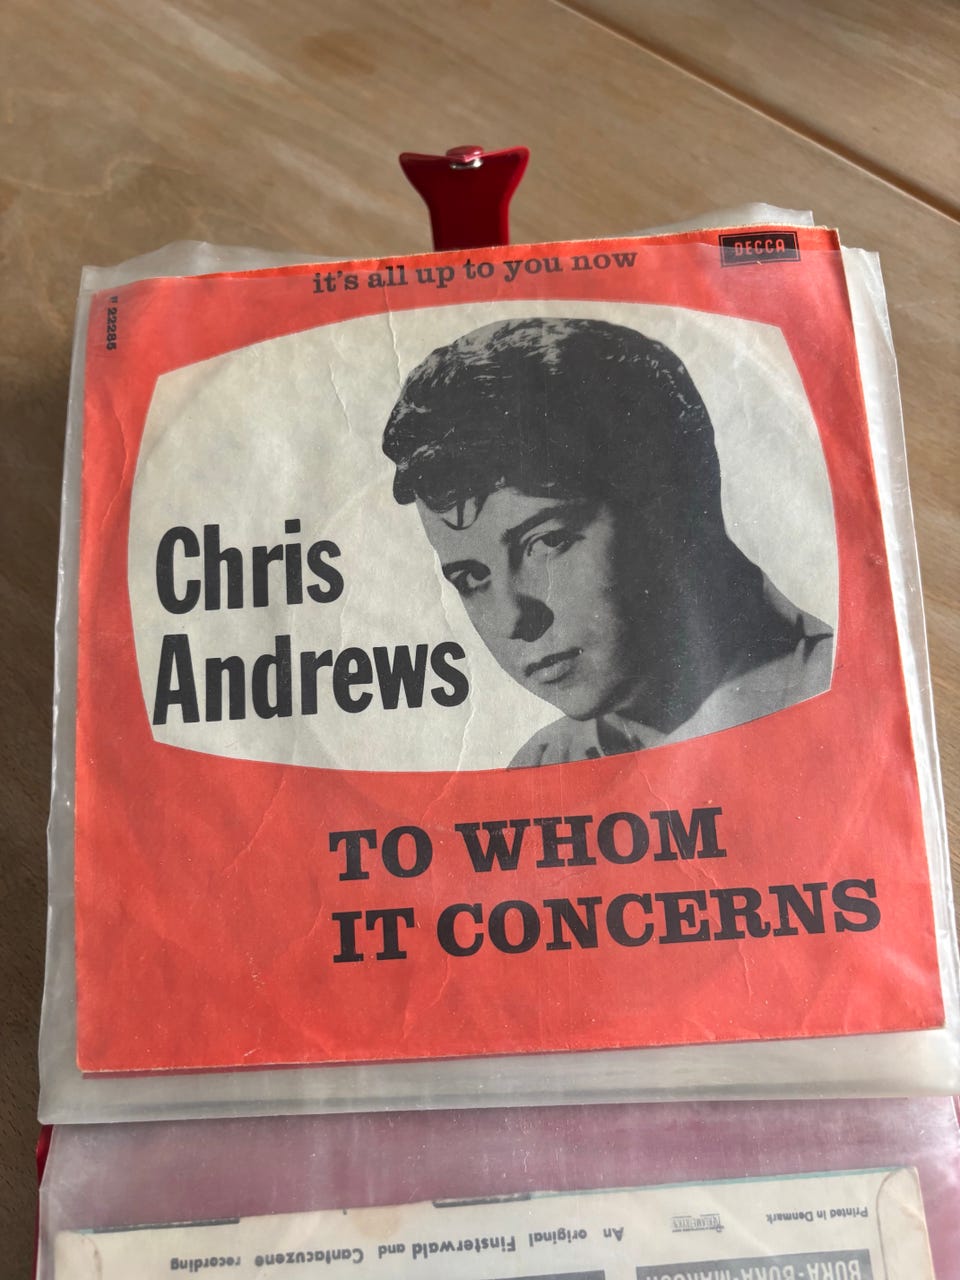 it's all up to you now
DECCA
F 22285
Chris
Andrews
TO WHOM
IT CONCERNS
Printed in Denmark
An original Finsterwald and Cantacuzene recording